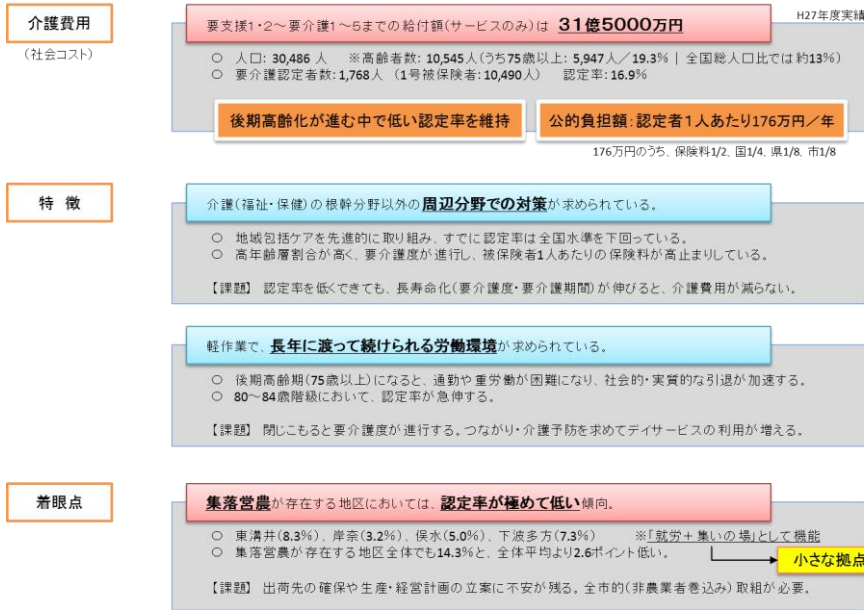 介護費用
(社会コスト)
要支援1・2～要介護1～5までの給付額(サービスのみ)は 31億5000万円
H27年度実績
○ 人口: 30,486 人 ※高齢者数: 10,545人(うち75歳以上: 5,947人／19.3% | 全国総人口比では約13%)
○ 要介護認定者数:1,768人 (1号被保険者:10,490人) 認定率:16.9%
後期高齢化が進む中で低い認定率を維持
公的負担額:認定者1人あたり176万円／年
176万円のうち、保険料1/2、国1/4、県1/8、市1/8
特 徴
介護(福祉・保健)の根幹分野以外の周辺分野での対策が求められている。
○ 地域包括ケアを先進的に取り組み、すでに認定率は全国水準を下回っている。
○ 高年齢層割合が高く、要介護度が進行し、被保険者1人あたりの保険料が高止まりしている。
【課題】 認定率を低くできても、長寿命化(要介護度・要介護期間)が伸びると、介護費用が減らない。
軽作業で、長年に渡って続けられる労働環境が求められている。
○ 後期高齢期(75歳以上)になると、通勤や重労働が困難になり、社会的・実質的な引退が加速する。
○ 80～84歳階級において、認定率が急伸する。
【課題】 閉じこもると要介護度が進行する。つながり・介護予防を求めてデイサービスの利用が増える。
着眼点
集落営農が存在する地区においては、認定率が極めて低い傾向。
○ 東溝井(8.3%)、岸奈(3.2%)、俣水(5.0%)、下波多方(7.3%) ※「就労+集いの場」として機能
○ 集落営農が存在する地区全体でも14.3%と、全体平均より2.6ポイント低い。
小さな拠点
【課題】 出荷先の確保や生産・経営計画の立案に不安が残る。全市的(非農業者巻込み)取組が必要。